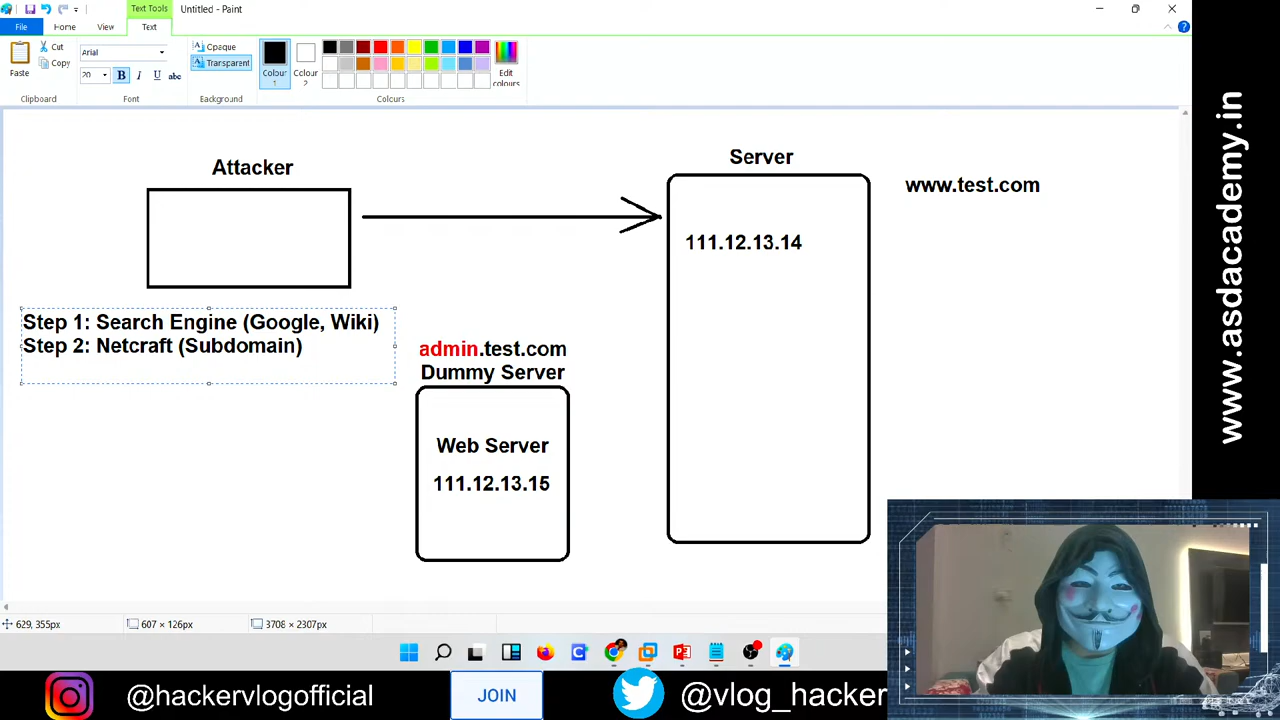 Text Tools
Untitled - Paint
File
Home
View
Text
Paste
Cut
Copy
Clipboard
Arial
20
B
I
U
abc
Font
Opaque
Transparent
Background
Colour
1
Colour
2
Edit
colours
Colours
Attacker
Server
www.test.com
111.12.13.14
Step 1: Search Engine (Google, Wiki)
Step 2: Netcraft (Subdomain)
admin.test.com
Dummy Server
Web Server
111.12.13.15
www.asdacademy.in
629, 355px
607 × 126px
3708 × 2307px
@hackervlogofficial
JOIN
@vlog_hacker